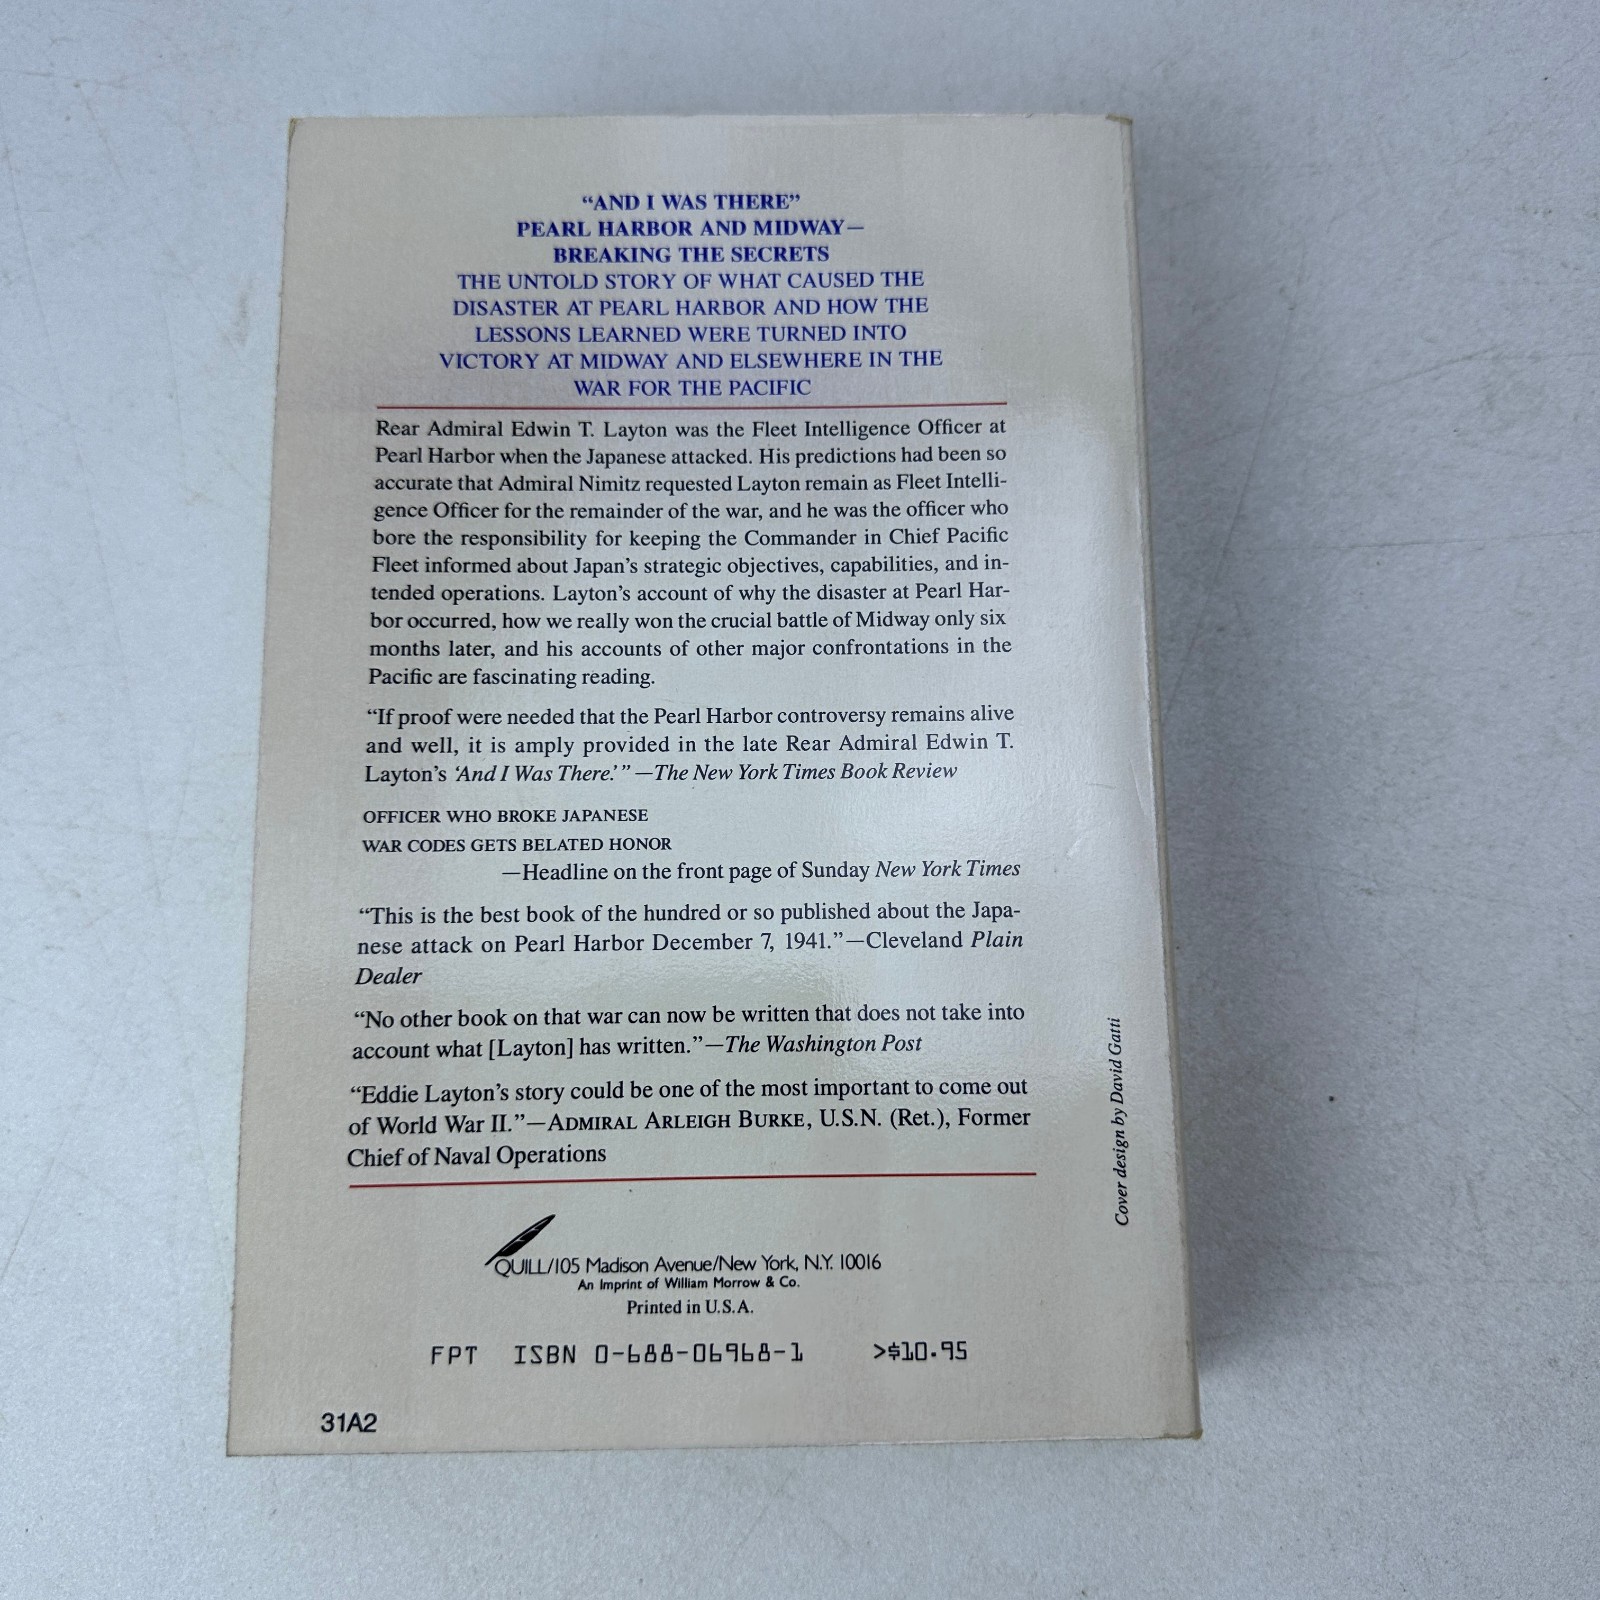 “AND I WAS THERE”
PEARL HARBOR AND MIDWAY—
BREAKING THE SECRETS
THE UNTOLD STORY OF WHAT CAUSED THE
DISASTER AT PEARL HARBOR AND HOW THE
LESSONS LEARNED WERE TURNED INTO
VICTORY AT MIDWAY AND ELSEWHERE IN THE
WAR FOR THE PACIFIC
Rear Admiral Edwin T. Layton was the Fleet Intelligence Officer at
Pearl Harbor when the Japanese attacked. His predictions had been so
accurate that Admiral Nimitz requested Layton remain as Fleet Intelli-
gence Officer for the remainder of the war, and he was the officer who
bore the responsibility for keeping the Commander in Chief Pacific
Fleet informed about Japan’s strategic objectives, capabilities, and in-
tended operations. Layton’s account of why the disaster at Pearl Har-
bor occurred, how we really won the crucial battle of Midway only six
months later, and his accounts of other major confrontations in the
Pacific are fascinating reading.
“If proof were needed that the Pearl Harbor controversy remains alive
and well, it is amply provided in the late Rear Admiral Edwin T.
Layton’s ‘And I Was There.’”—The New York Times Book Review
OFFICER WHO BROKE JAPANESE
WAR CODES GETS BELATED HONOR
—Headline on the front page of Sunday New York Times
“This is the best book of the hundred or so published about the Japa-
nese attack on Pearl Harbor December 7, 1941.”—Cleveland Plain
Dealer
“No other book on that war can now be written that does not take into
account what [Layton] has written.”—The Washington Post
“Eddie Layton’s story could be one of the most important to come out
of World War II.”—ADMIRAL ARLEIGH BURKE, U.S.N. (Ret.), Former
Chief of Naval Operations
Cover design by David Gatti
QUILL/105 Madison Avenue/New York, N.Y. 10016
An Imprint of William Morrow & Co.
Printed in U.S.A.
FPT ISBN 0-688-06968-1 >$10.95
31A2